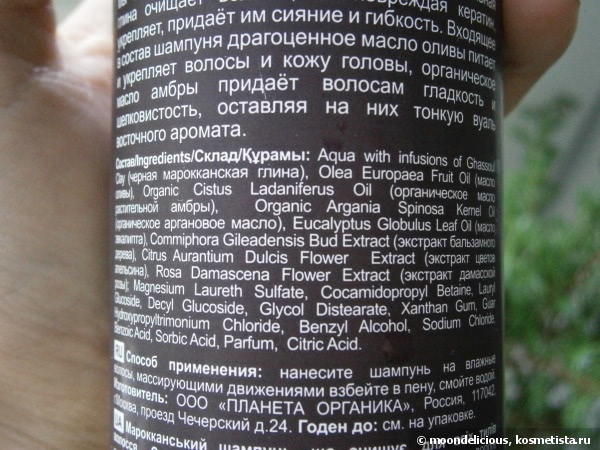 глина очищает
укрепляет, придаёт им сияние и гибкость. Входящее
в состав шампуня драгоценное масло оливы питает
и укрепляет волосы и кожу головы, органическое
масло амбры придаёт волосам гладкость и
шелковистость, оставляя на них тонкую вуаль
восточного аромата.
Состав/Ingredients/Склад/Құрамы: Aqua with infusions of Ghassoul
Clay (черная марокканская глина), Olea Europaea Fruit Oil (масло
оливы), Organic Cistus Ladaniferus Oil (органическое масло
растительной амбры), Organic Argania Spinosa Kernel Oil
(органическое аргановое масло), Eucalyptus Globulus Leaf Oil (масло
эвкалипта), Commiphora Gileadensis Bud Extract (экстракт бальзамного
дерева), Citrus Aurantium Dulcis Flower Extract (экстракт цветов
апельсина), Rosa Damascena Flower Extract (экстракт дамасской
розы); Magnesium Laureth Sulfate, Cocamidopropyl Betaine, Lauryl
Glucoside, Decyl Glucoside, Glycol Distearate, Xanthan Gum, Guar
Hydroxypropyltrimonium Chloride, Benzyl Alcohol, Sodium Chloride,
Benzoic Acid, Sorbic Acid, Parfum, Citric Acid.
RU Способ применения: нанесите шампунь на влажные
волосы, массирующими движениями взбейте в пену, смойте водой.
Изготовитель: ООО «ПЛАНЕТА ОРГАНИКА», Россия, 117042,
г.Москва, проезд Чечерский д.24. Годен до: см. на упаковке.
UA Марокканський шампунь
© moondelicious, kosmetista.ru